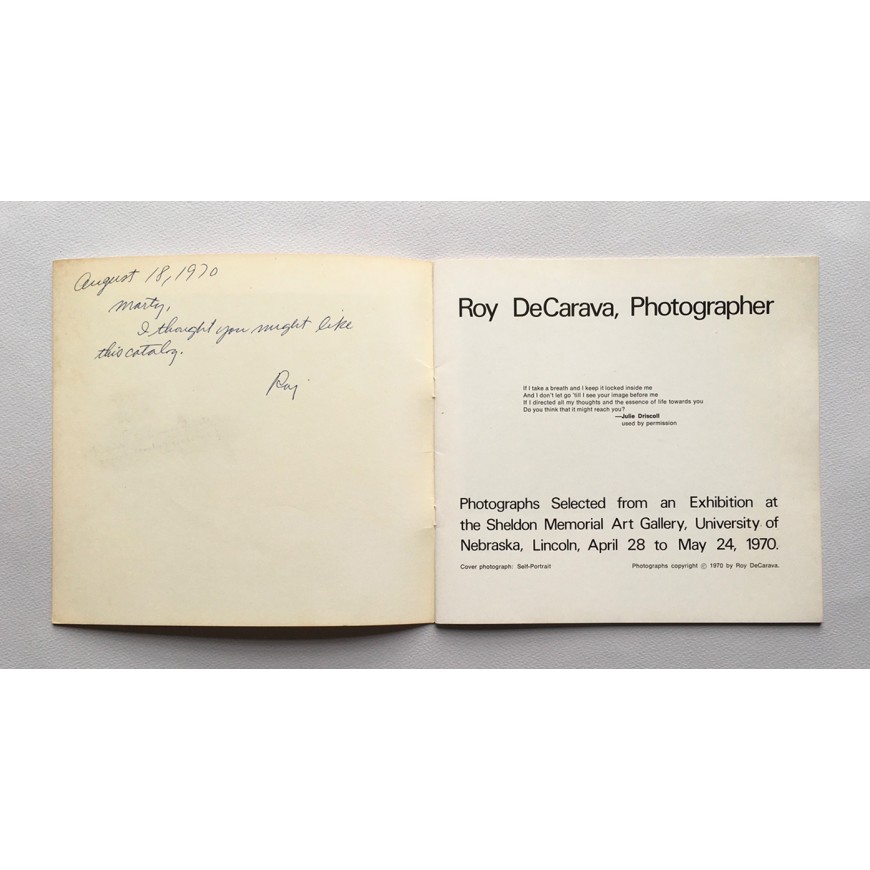 August 18, 1970
Marty,
I thought you might like
this catalog.
Roy
Roy DeCarava, Photographer
If I take a breath and I keep it locked inside me
And I don't let go 'till I see your image before me
If I directed all my thoughts and the essence of life towards you
Do you think that it might reach you?
—Julie Driscoll
used by permission
Photographs Selected from an Exhibition at
the Sheldon Memorial Art Gallery, University of
Nebraska, Lincoln, April 28 to May 24, 1970.
Cover photograph: Self-Portrait
Photographs copyright © 1970 by Roy DeCarava.